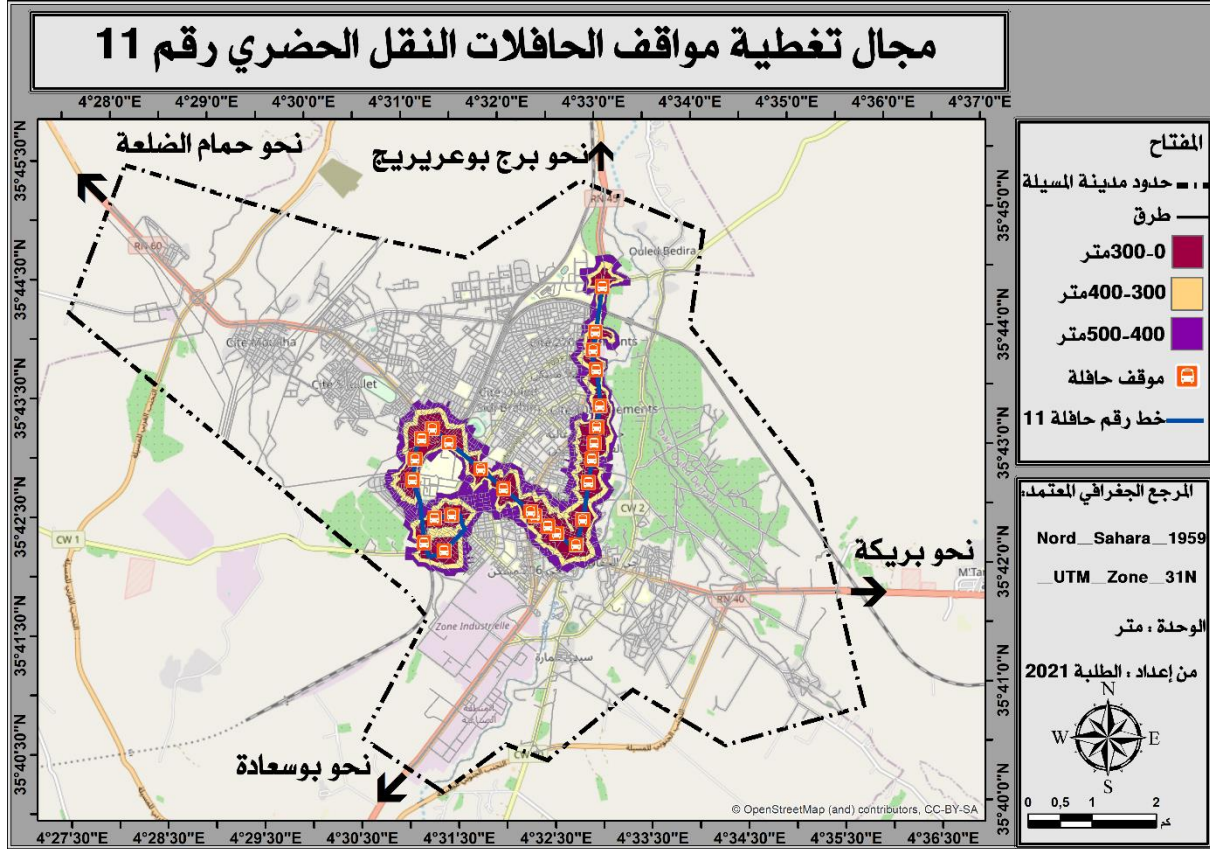 مجال تغطية مواقف الحافلات النقل الحضري رقم 11
4°28'0"E 4°29'0"E 4°30'0"E 4°31'0"E 4°32'0"E 4°33'0"E 4°34'0"E 4°35'0"E 4°36'0"E 4°37'0"E
35°45'30"N
35°44'30"N
35°43'30"N
35°42'30"N
35°41'30"N
35°40'30"N
نحو حمام الضلعة
نحو برج بوعريريج
RN 45
RN 60
Ouled Bedira
CW 1
CW 2
Zone Industrielle
RN 40
نحو بريكة
سيدي عمارة
المنطقة الصناعية
نحو بوسعادة
© OpenStreetMap (and) contributors, CC-BY-SA
35°45'0"N
35°44'0"N
35°43'0"N
35°42'0"N
35°41'0"N
35°40'0"N
4°27'30"E 4°28'30"E 4°29'30"E 4°30'30"E 4°31'30"E 4°32'30"E 4°33'30"E 4°34'30"E 4°35'30"E 4°36'30"E
المفتاح
حدود مدينة المسيلة
طرق
0-300متر
300-400متر
400-500متر
موقف حافلة
خط رقم حافلة 11
المرجع الجغرافي المعتمد:
Nord__Sahara__1959
_UTM__Zone__31N
الوحدة : متر
من إعداد : الطلبة 2021
N
W E
S
0 0,5 1 2
كم